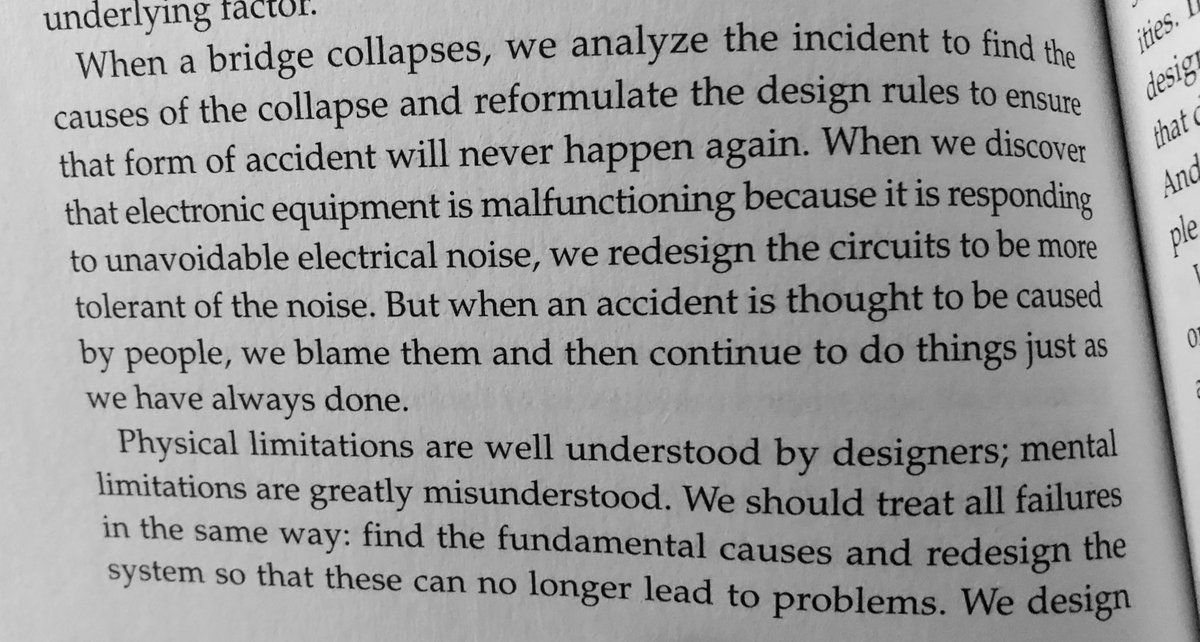 underlying factor.
When a bridge collapses, we analyze the incident to find the
causes of the collapse and reformulate the design rules to ensure
that form of accident will never happen again. When we discover
that electronic equipment is malfunctioning because it is responding
to unavoidable electrical noise, we redesign the circuits to be more
tolerant of the noise. But when an accident is thought to be caused
by people, we blame them and then continue to do things just as
we have always done.
Physical limitations are well understood by designers; mental
limitations are greatly misunderstood. We should treat all failures
in the same way: find the fundamental causes and redesign the
system so that these can no longer lead to problems. We design
ities.
that
And
ple